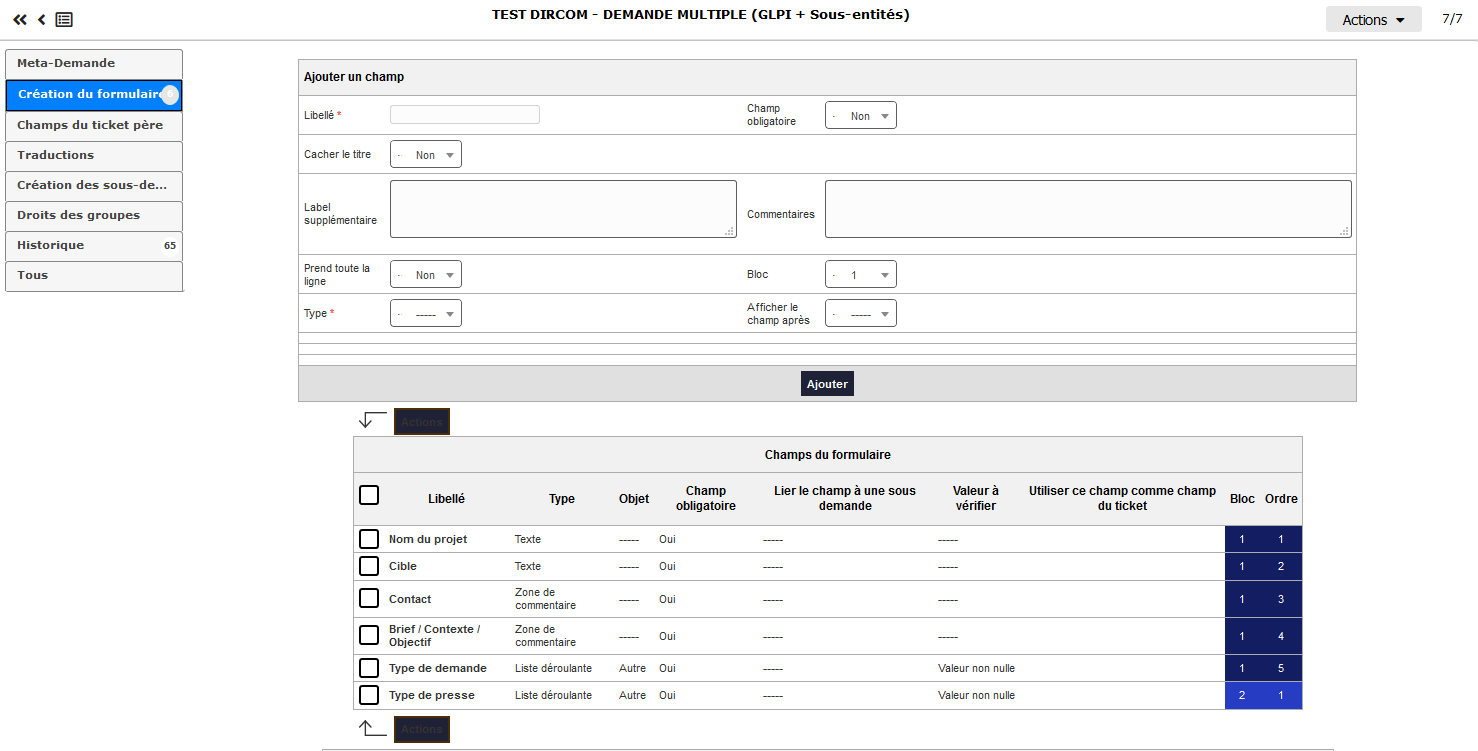 TEST DIRCOM - DEMANDE MULTIPLE (GLPI + Sous-entités)
Actions
7/7
Meta-Demande
Création du formulaire
Champs du ticket père
Traductions
Création des sous-de...
Droits des groupes
Historique 65
Tous
Ajouter un champ
Libellé *
Champ
obligatoire
Non
Cacher le titre
Non
Label
supplémentaire
Commentaires
Prend toute la
ligne
Non
Bloc
1
Type *
-----
Afficher le
champ après
-----
Ajouter
Actions
Champs du formulaire
Libellé
Type
Objet
Champ
obligatoire
Lier le champ à une sous
demande
Valeur à
vérifier
Utiliser ce champ comme champ
du ticket
Bloc
Ordre
Nom du projet Texte ----- Oui ----- ----- 1 1
Cible Texte ----- Oui ----- ----- 1 2
Contact
Zone de
commentaire
----- Oui ----- ----- 1 3
Brief / Contexte /
Objectif
Zone de
commentaire
----- Oui ----- ----- 1 4
Type de demande Liste déroulante Autre Oui ----- Valeur non nulle 1 5
Type de presse Liste déroulante Autre Oui ----- Valeur non nulle 2 1
Actions